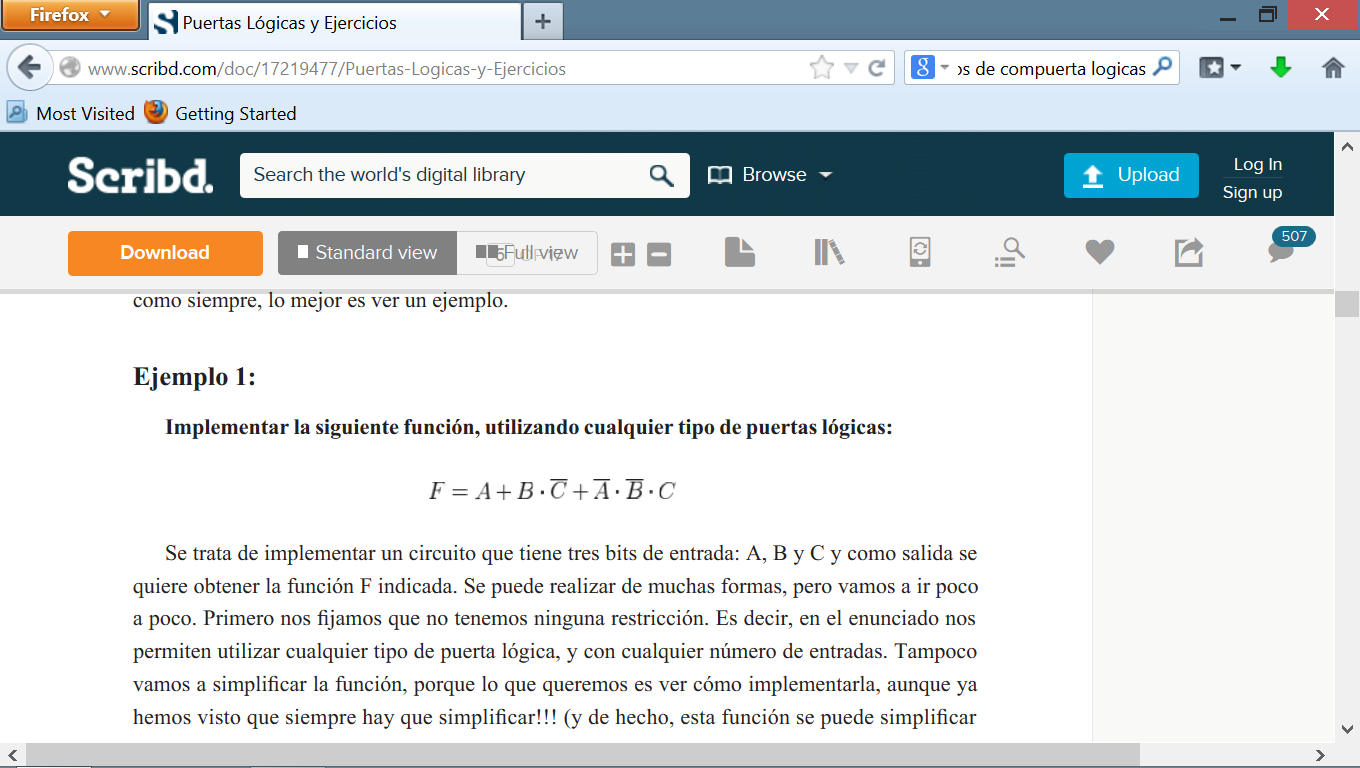 Firefox
Puertas Lógicas y Ejercicios
www.scribd.com/doc/17219477/Puertas-Logicas-y-Ejercicios
de compuerta logicas
Most Visited
Getting Started
Scribd.
Search the world's digital library
Browse
Upload
Log In
Sign up
Download
Standard view
Full view
507
como siempre, lo mejor es ver un ejemplo.
Ejemplo 1:
Implementar la siguiente función, utilizando cualquier tipo de puertas lógicas:
F = A + B · C̅ + A̅ · B̅ · C
Se trata de implementar un circuito que tiene tres bits de entrada: A, B y C y como salida se
quiere obtener la función F indicada. Se puede realizar de muchas formas, pero vamos a ir poco
a poco. Primero nos fijamos que no tenemos ninguna restricción. Es decir, en el enunciado nos
permiten utilizar cualquier tipo de puerta lógica, y con cualquier número de entradas. Tampoco
vamos a simplificar la función, porque lo que queremos es ver cómo implementarla, aunque ya
hemos visto que siempre hay que simplificar!!! (y de hecho, esta función se puede simplificar